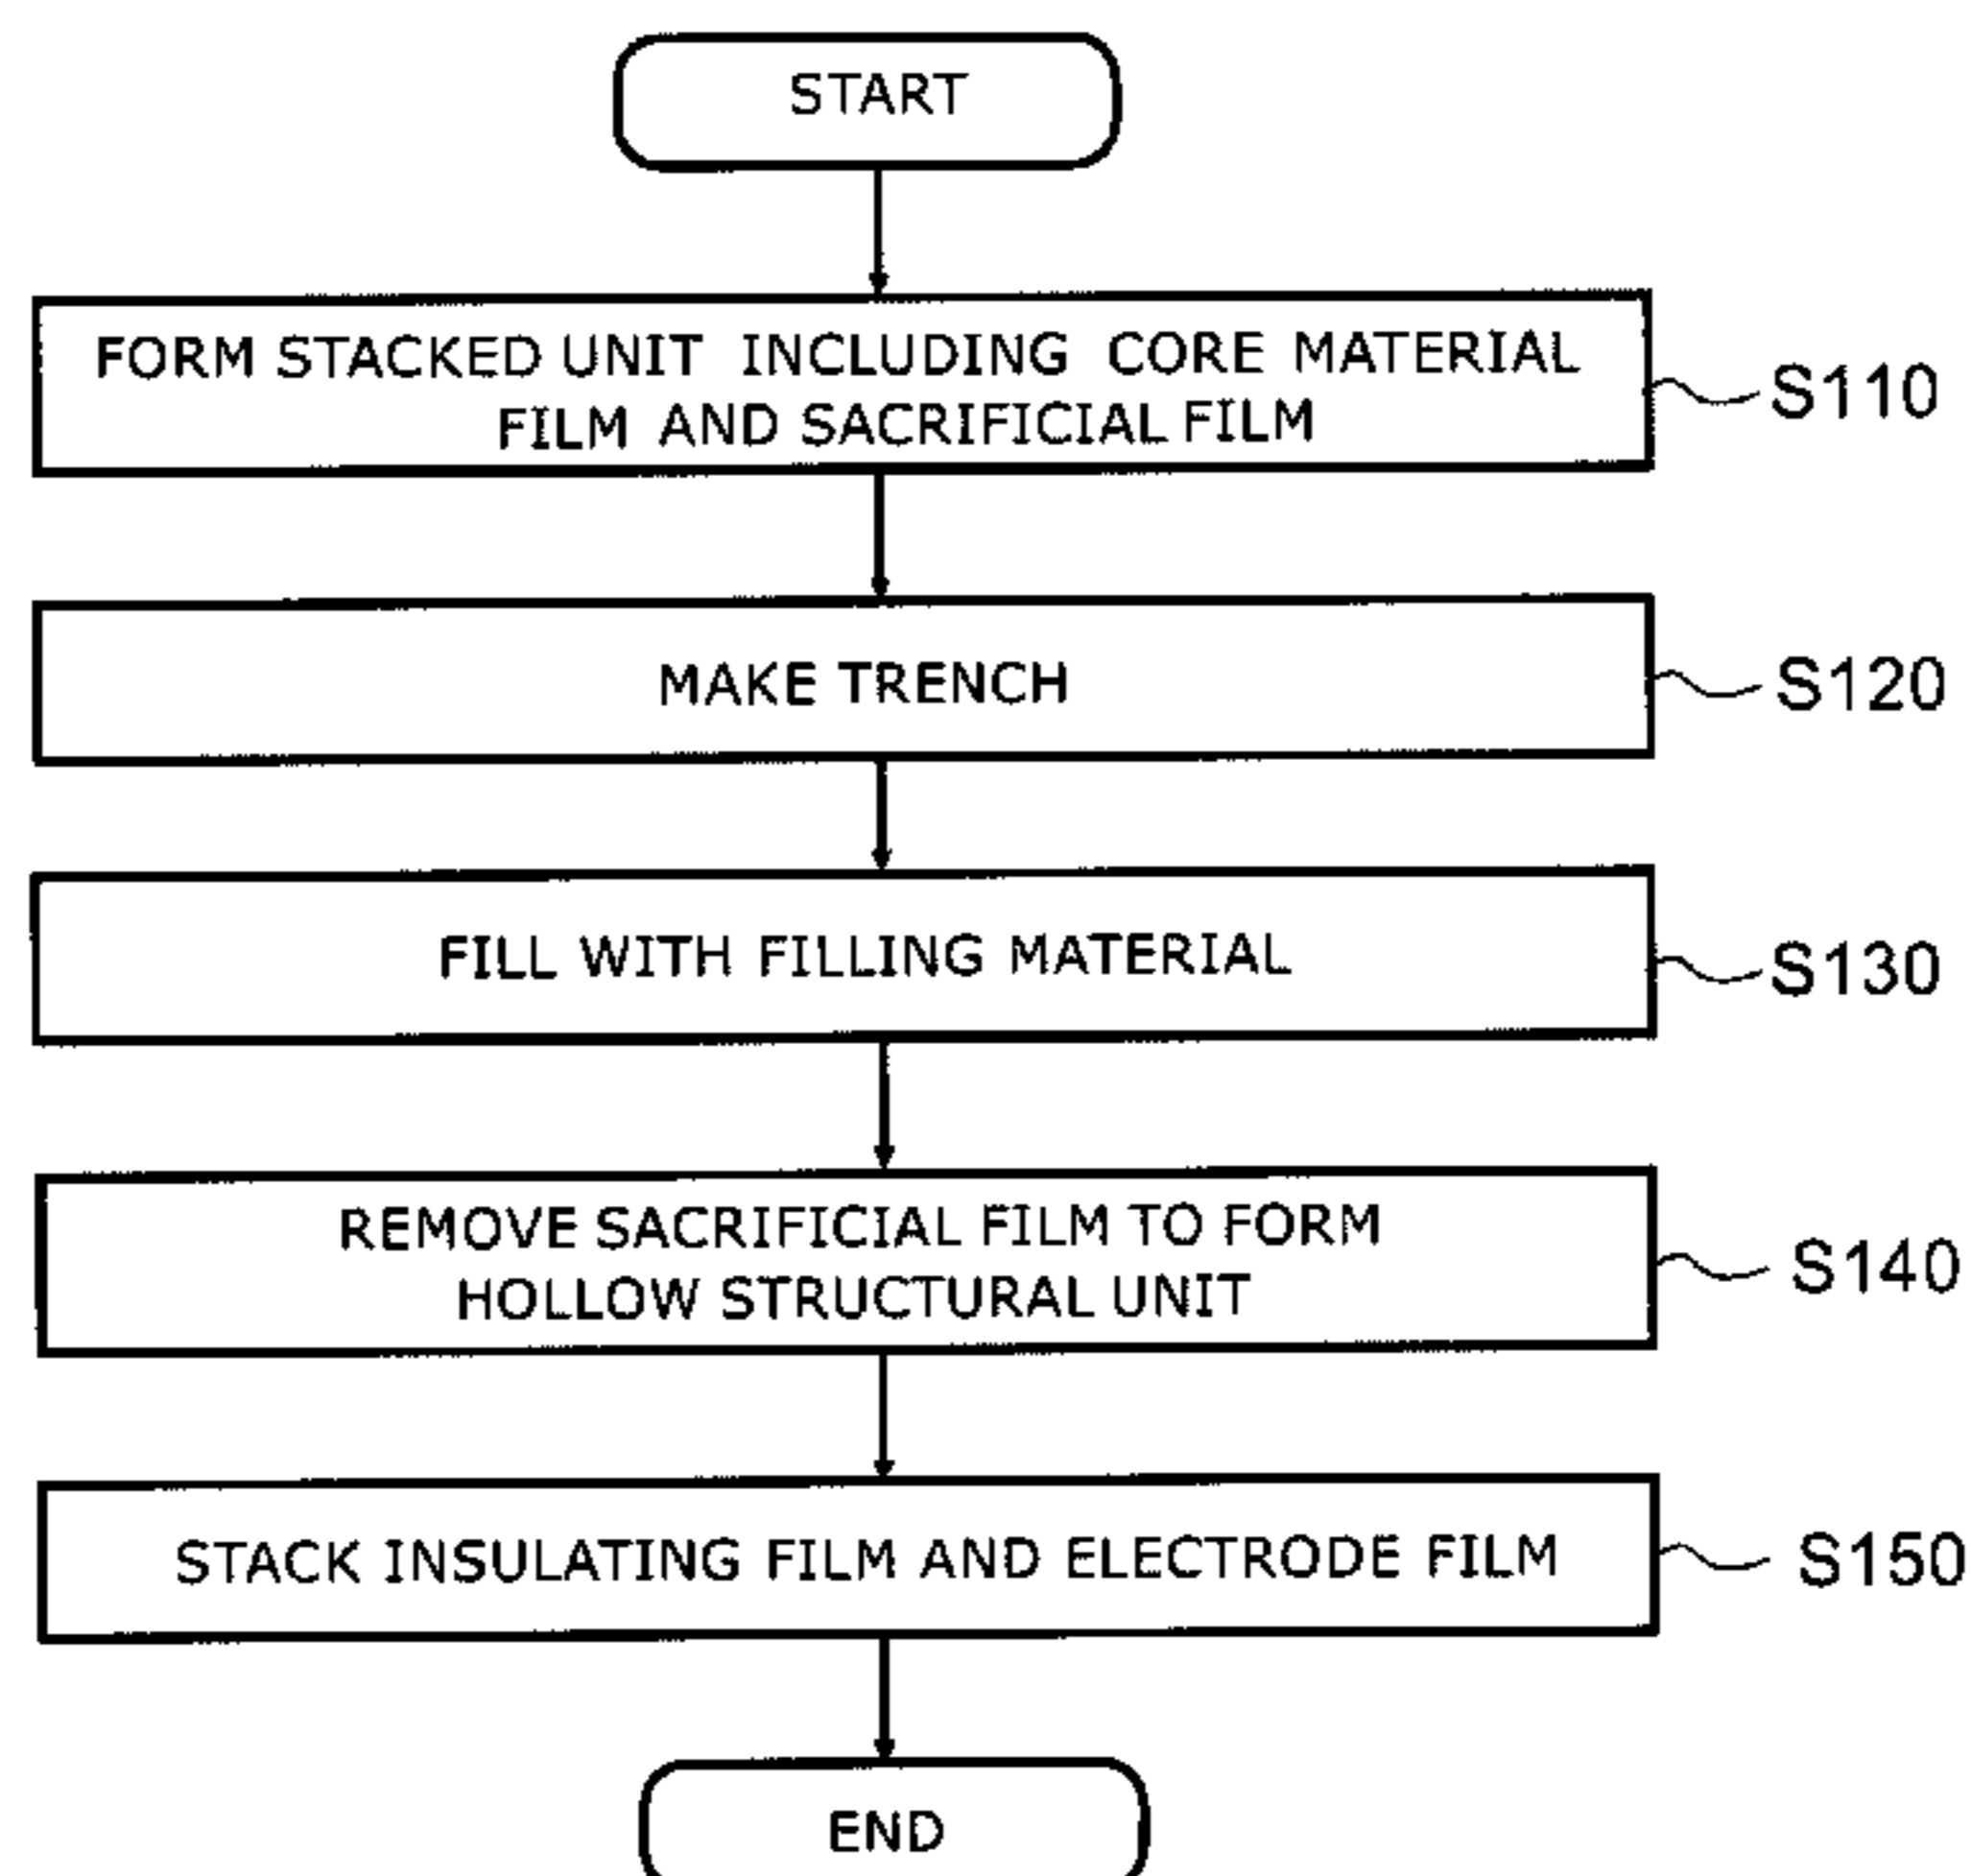 START
FORM STACKED UNIT INCLUDING CORE MATERIAL
FILM AND SACRIFICIAL FILM
S110
MAKE TRENCH
S120
FILL WITH FILLING MATERIAL
S130
REMOVE SACRIFICIAL FILM TO FORM
HOLLOW STRUCTURAL UNIT
S140
STACK INSULATING FILM AND ELECTRODE FILM
S150
END